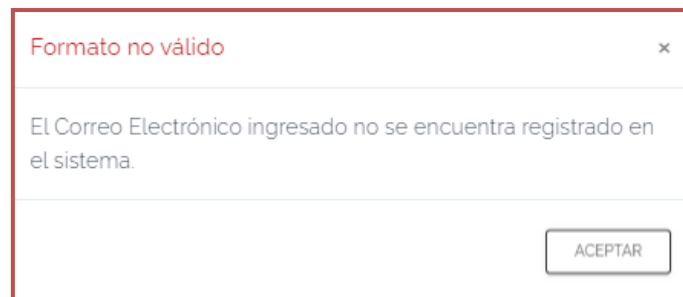 Formato no válido
×
El Correo Electrónico ingresado no se encuentra registrado en
el sistema.
ACEPTAR